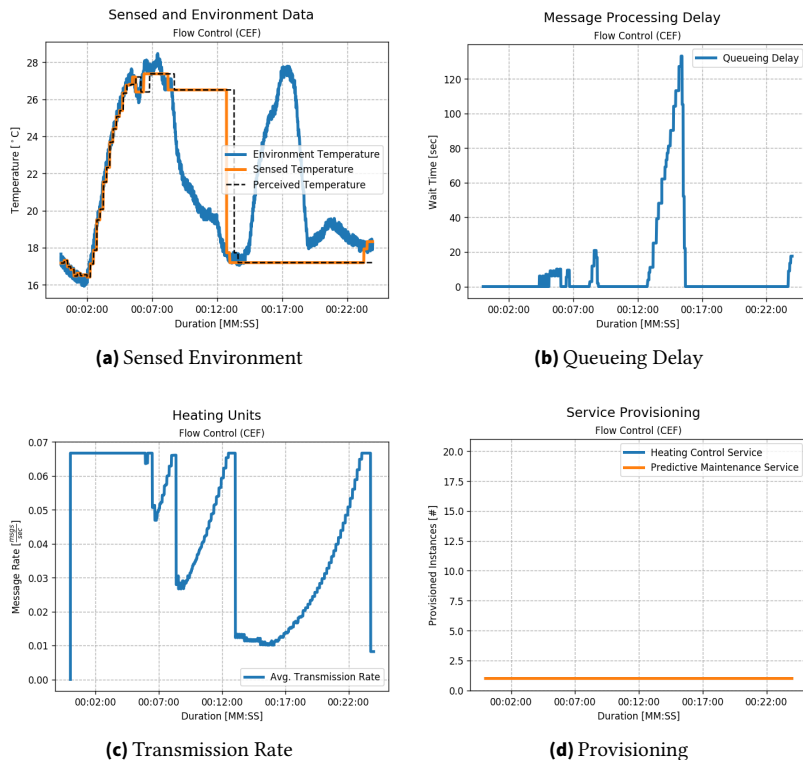 Sensed and Environment Data
Flow Control (CEF)
28
26
24
22
20
18
16
Temperature [°C]
Environment Temperature
Sensed Temperature
Perceived Temperature
00:02:00 00:07:00 00:12:00 00:17:00 00:22:00
Duration [MM:SS]
(a) Sensed Environment
Message Processing Delay
Flow Control (CEF)
Queueing Delay
120
100
80
60
40
20
0
Wait Time [sec]
00:02:00 00:07:00 00:12:00 00:17:00 00:22:00
Duration [MM:SS]
(b) Queueing Delay
Heating Units
Flow Control (CEF)
0.07
0.06
0.05
0.04
0.03
0.02
0.01
0.00
Message Rate [msgs/sec]
Avg. Transmission Rate
00:02:00 00:07:00 00:12:00 00:17:00 00:22:00
Duration [MM:SS]
(c) Transmission Rate
Service Provisioning
Flow Control (CEF)
Heating Control Service
Predictive Maintenance Service
20.0
17.5
15.0
12.5
10.0
7.5
5.0
2.5
0.0
Provisioned Instances [#]
00:02:00 00:07:00 00:12:00 00:17:00 00:22:00
Duration [MM:SS]
(d) Provisioning